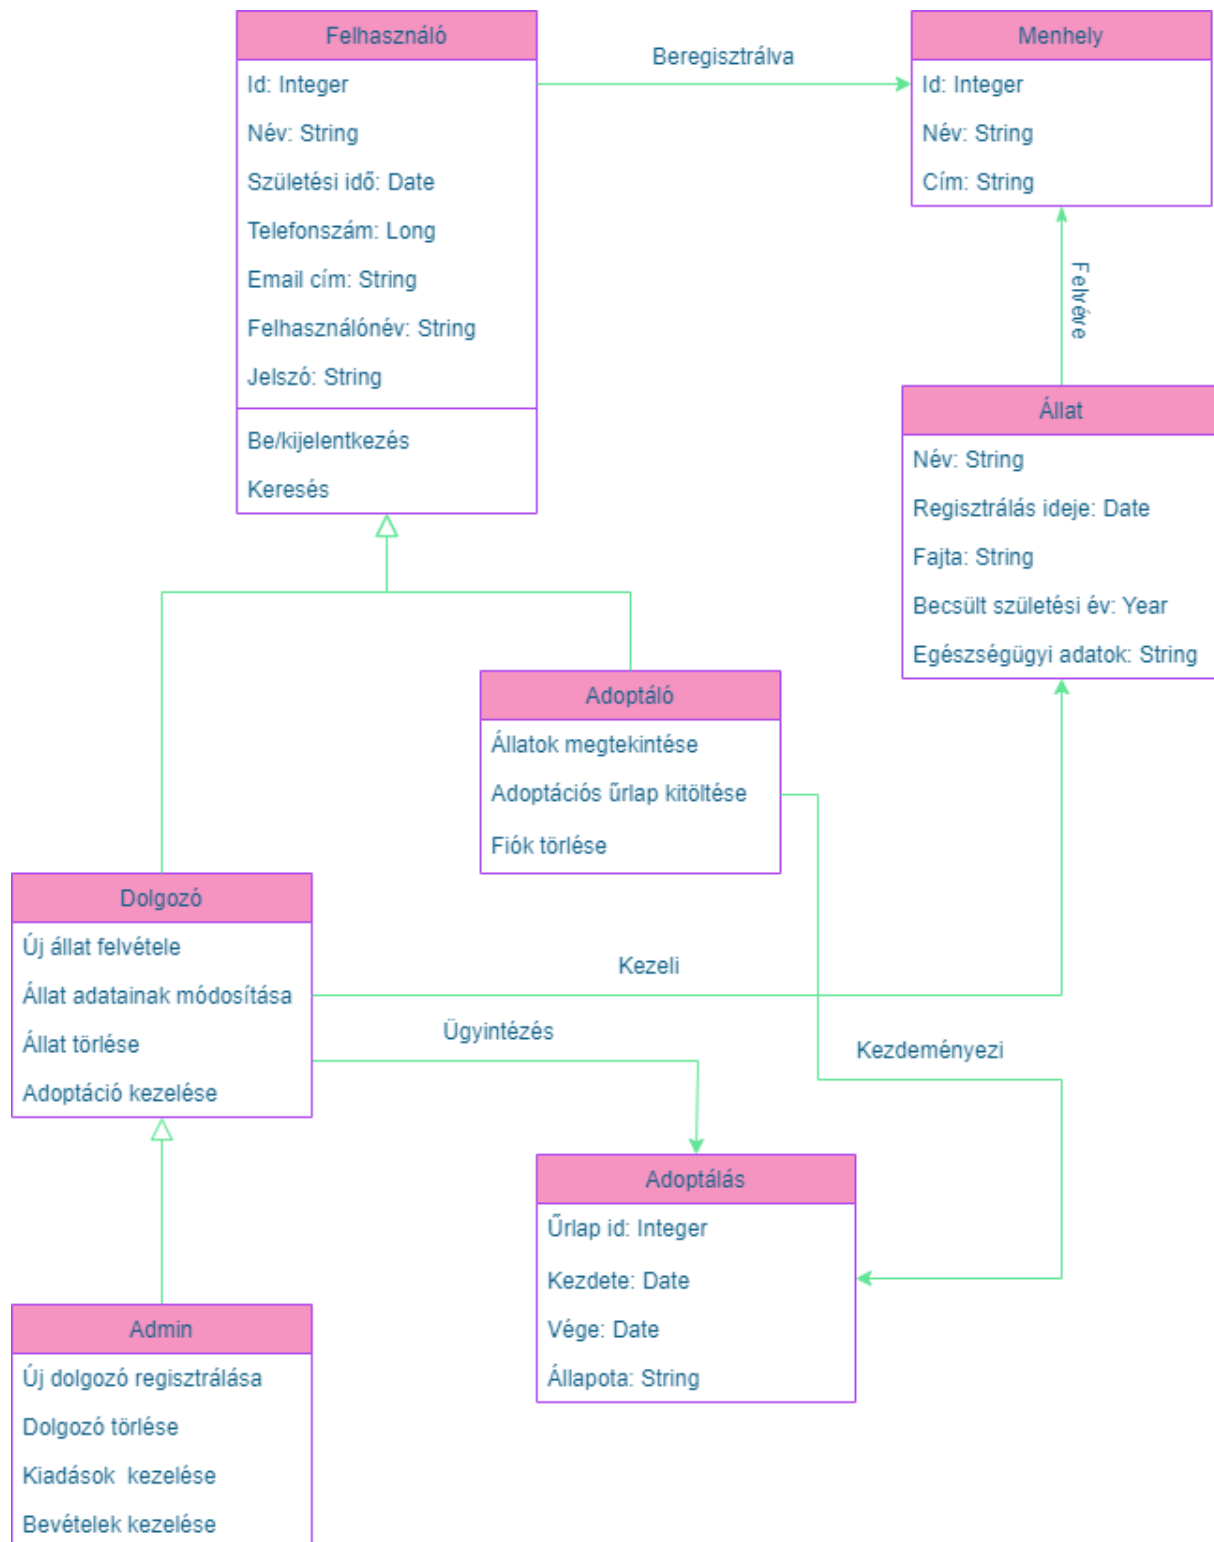 Felhasználó
Id: Integer
Név: String
Születési idő: Date
Telefonszám: Long
Email cím: String
Felhasználónév: String
Jelszó: String
Be/kijelentkezés
Keresés
Beregisztrálva
Menhely
Id: Integer
Név: String
Cím: String
Felvéve
Állat
Név: String
Regisztrálás ideje: Date
Fajta: String
Becsült születési év: Year
Egészségügyi adatok: String
Adoptáló
Állatok megtekintése
Adoptációs űrlap kitöltése
Fiók törlése
Dolgozó
Új állat felvétele
Állat adatainak módosítása
Állat törlése
Adoptáció kezelése
Kezeli
Ügyintézés
Kezdeményezi
Adoptálás
Űrlap id: Integer
Kezdete: Date
Vége: Date
Állapota: String
Admin
Új dolgozó regisztrálása
Dolgozó törlése
Kiadások kezelése
Bevételek kezelése